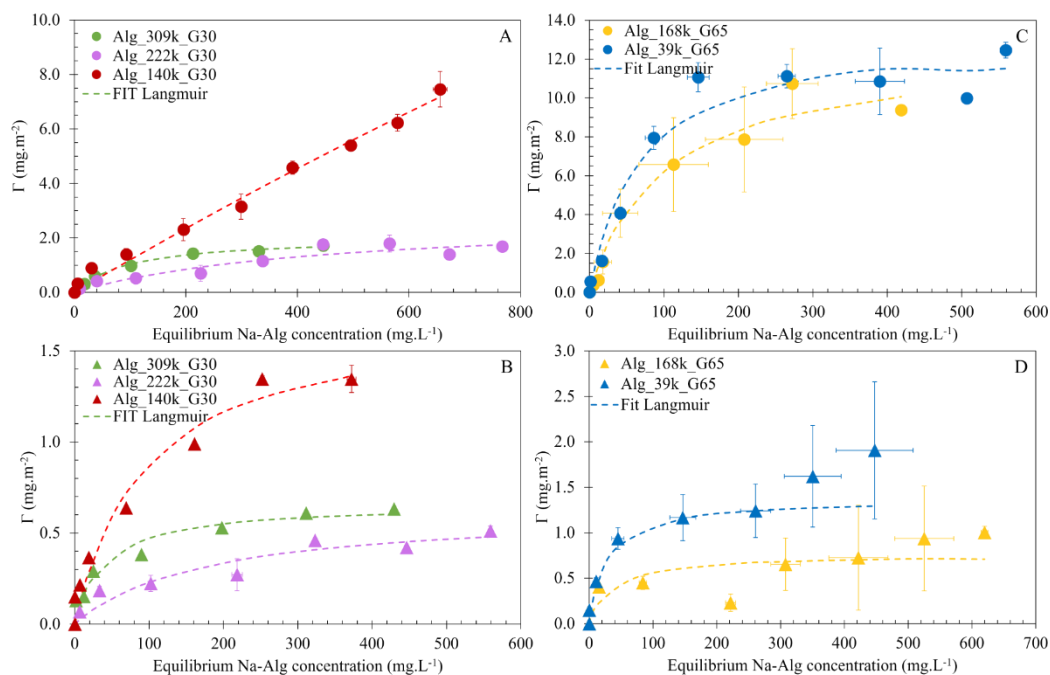 A
Alg_309k_G30
Alg_222k_G30
Alg_140k_G30
FIT Langmuir
Γ (mg.m⁻²)
10.0
8.0
6.0
4.0
2.0
0.0
0 200 400 600 800
Equilibrium Na-Alg concentration (mg.L⁻¹)
C
Alg_168k_G65
Alg_39k_G65
Fit Langmuir
Γ (mg.m⁻²)
14.0
12.0
10.0
8.0
6.0
4.0
2.0
0.0
0 100 200 300 400 500 600
Equilibrium Na-Alg concentration (mg.L⁻¹)
B
Alg_309k_G30
Alg_222k_G30
Alg_140k_G30
FIT Langmuir
Γ (mg.m⁻²)
1.5
1.0
0.5
0.0
0 100 200 300 400 500 600
Equilibrium Na-Alg concentration (mg.L⁻¹)
D
Alg_168k_G65
Alg_39k_G65
Fit Langmuir
Γ (mg.m⁻²)
3.0
2.5
2.0
1.5
1.0
0.5
0.0
0 100 200 300 400 500 600 700
Equilibrium Na-Alg concentration (mg.L⁻¹)